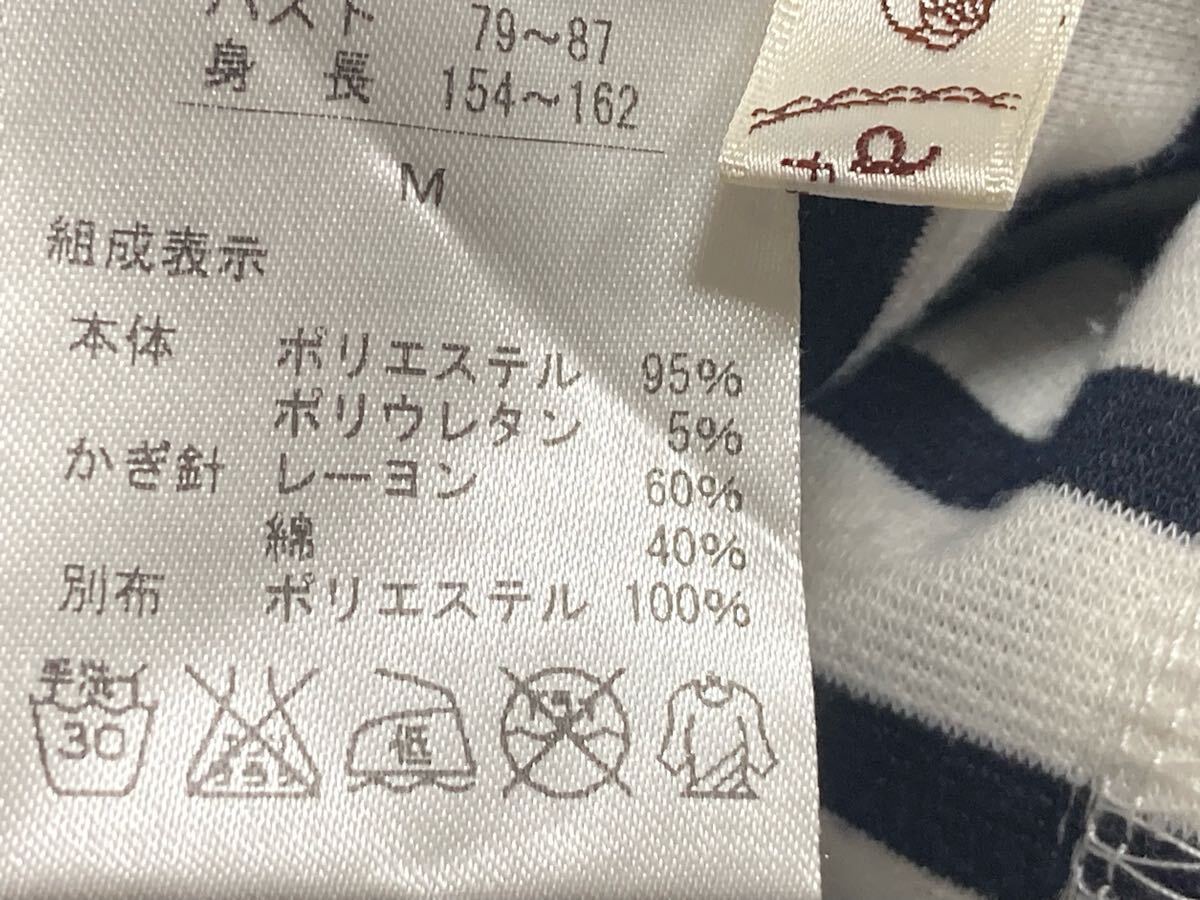 バスト 79～87
身長 154～162
M
組成表示
本体 ポリエステル 95%
ポリウレタン 5%
かぎ針 レーヨン 60%
綿 40%
別布 ポリエステル 100%
手洗イ
30
低